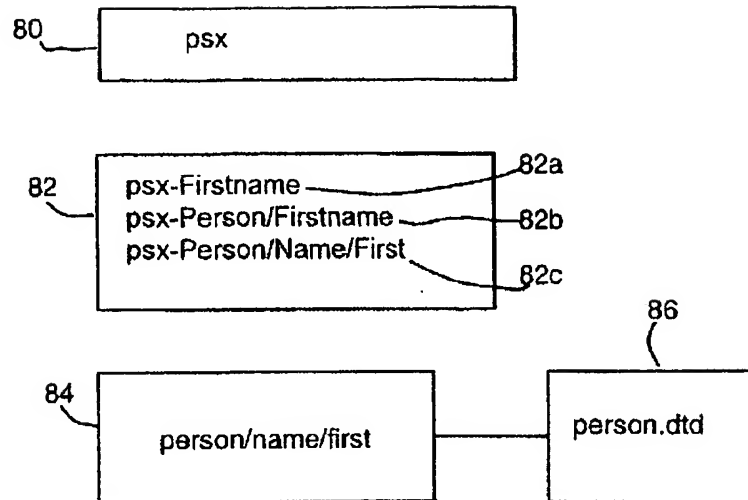 80
psx
82
psx-Firstname
82a
psx-Person/Firstname
82b
psx-Person/Name/First
82c
84
person/name/first
86
person.dtd